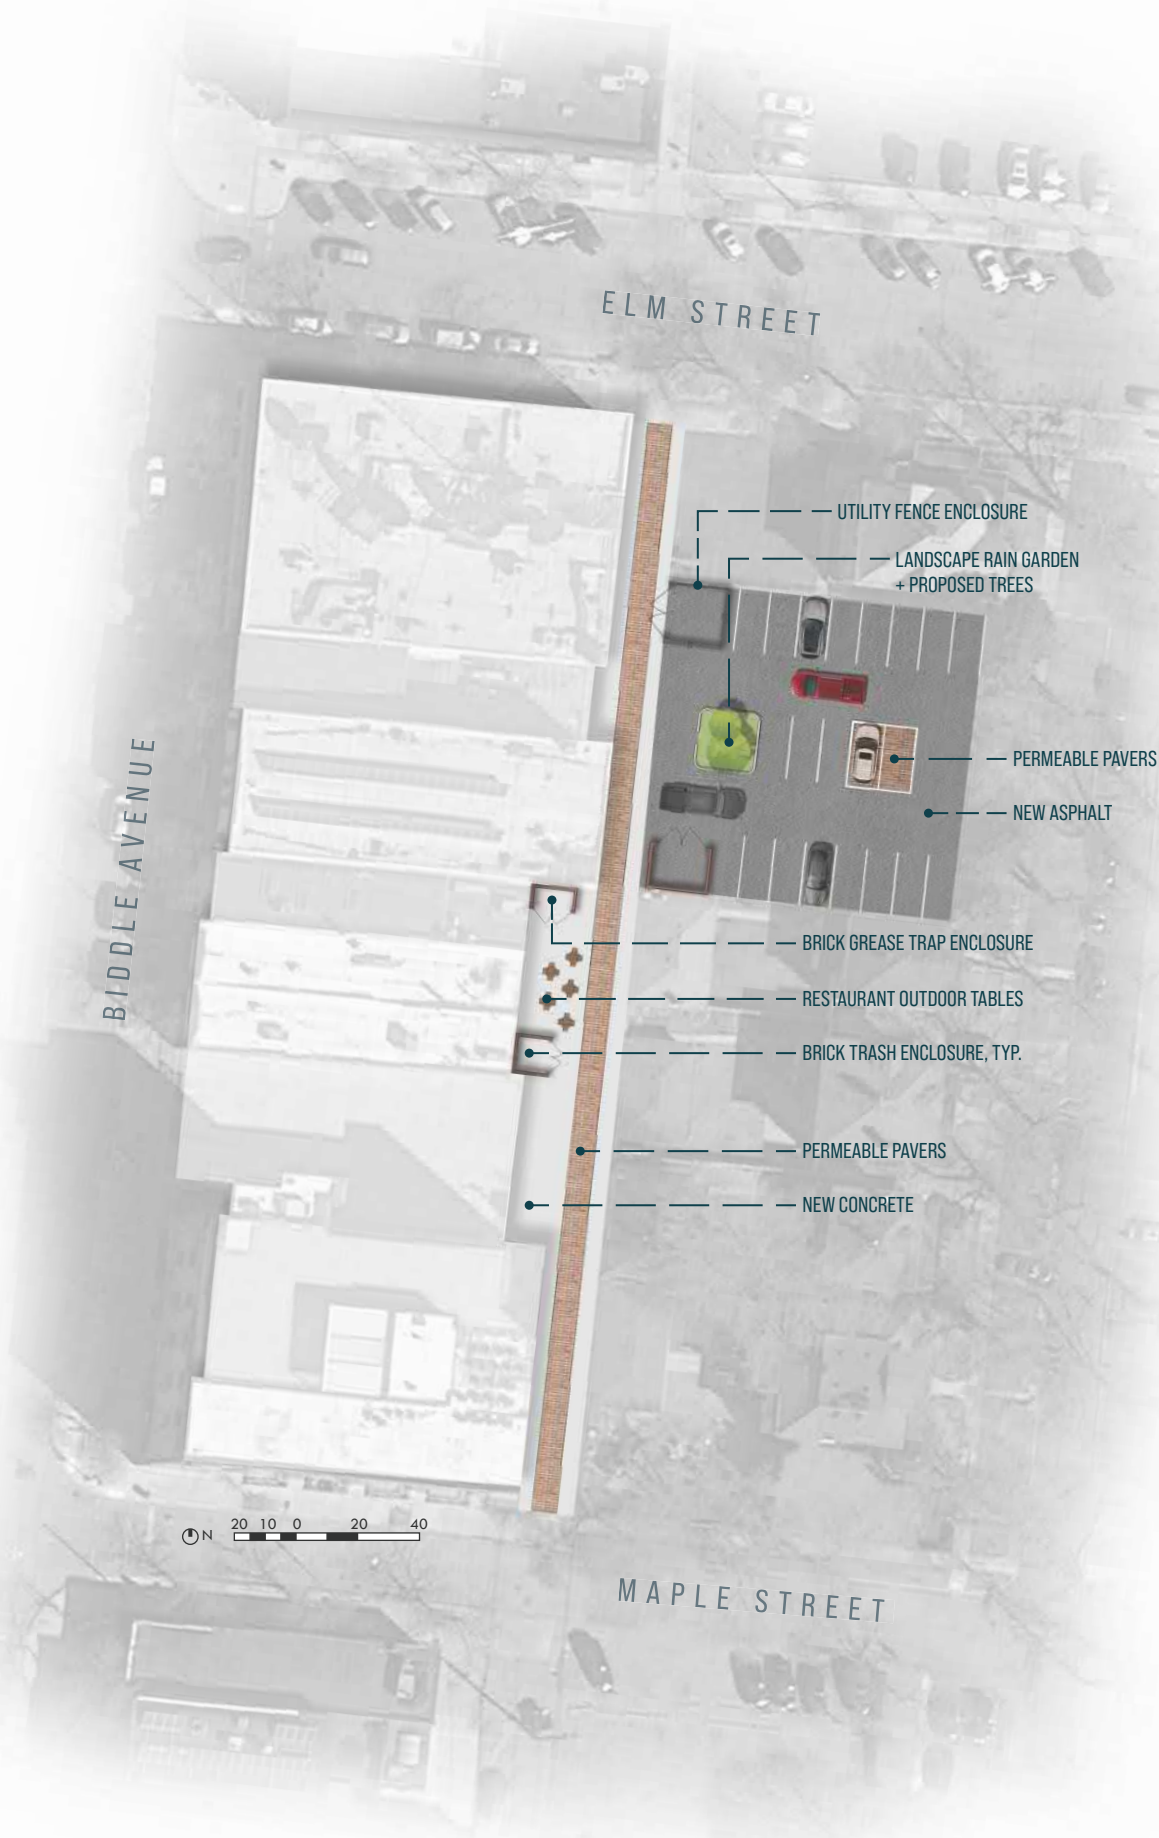 ELM STREET
UTILITY FENCE ENCLOSURE
LANDSCAPE RAIN GARDEN
+ PROPOSED TREES
PERMEABLE PAVERS
NEW ASPHALT
BIDDLE AVENUE
BRICK GREASE TRAP ENCLOSURE
RESTAURANT OUTDOOR TABLES
BRICK TRASH ENCLOSURE, TYP.
PERMEABLE PAVERS
NEW CONCRETE
N 20 10 0 20 40
MAPLE STREET